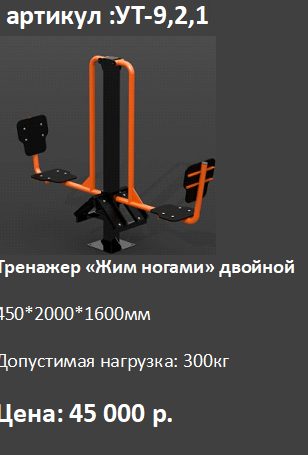 артикул :УТ-9,2,1
Тренажер «Жим ногами» двойной
450*2000*1600мм
Допустимая нагрузка: 300кг
Цена: 45 000 р.